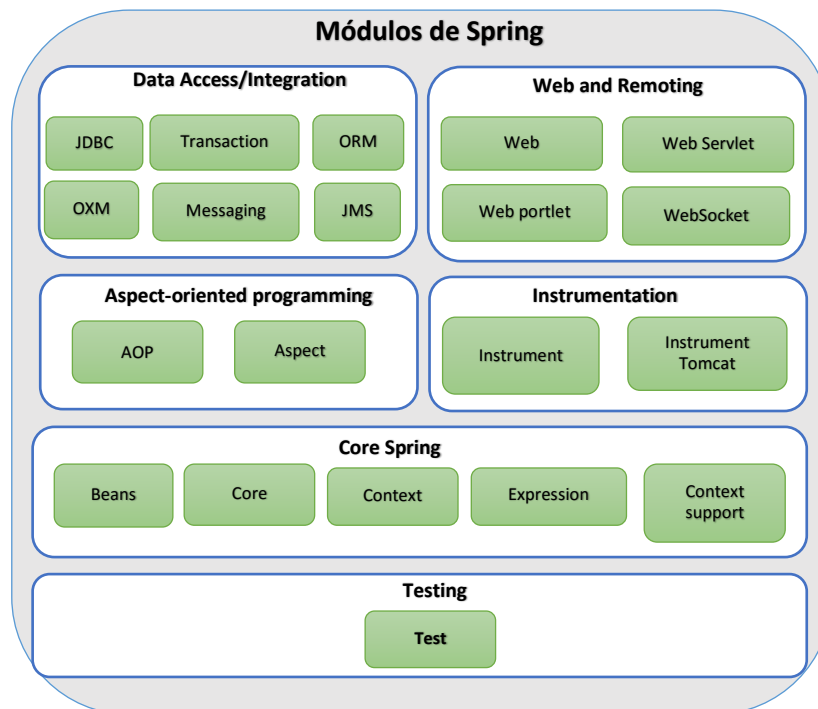 Módulos de Spring
Data Access/Integration
JDBC
Transaction
ORM
OXM
Messaging
JMS
Web and Remoting
Web
Web Servlet
Web portlet
WebSocket
Aspect-oriented programming
AOP
Aspect
Instrumentation
Instrument
Instrument
Tomcat
Core Spring
Beans
Core
Context
Expression
Context
support
Testing
Test